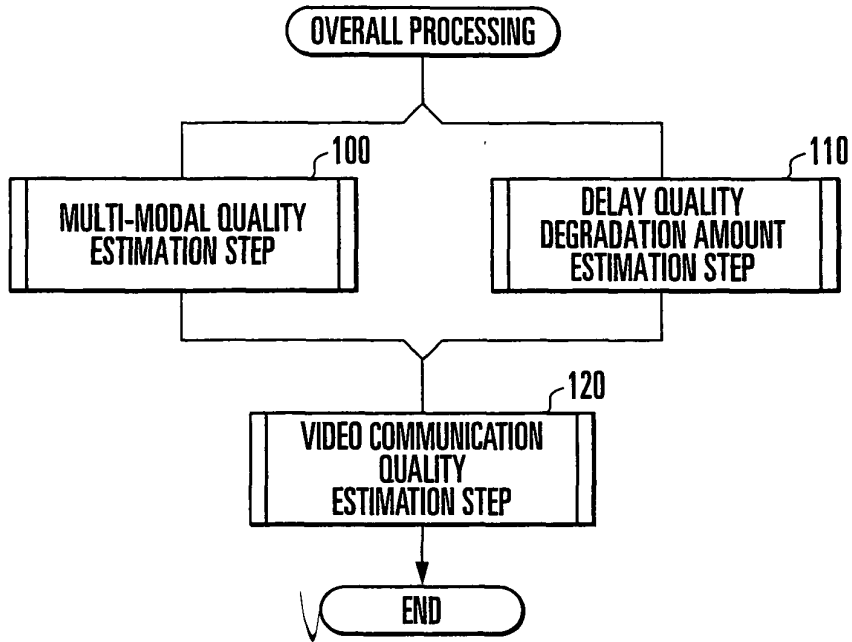 OVERALL PROCESSING
100
MULTI-MODAL QUALITY
ESTIMATION STEP
110
DELAY QUALITY
DEGRADATION AMOUNT
ESTIMATION STEP
120
VIDEO COMMUNICATION
QUALITY
ESTIMATION STEP
END